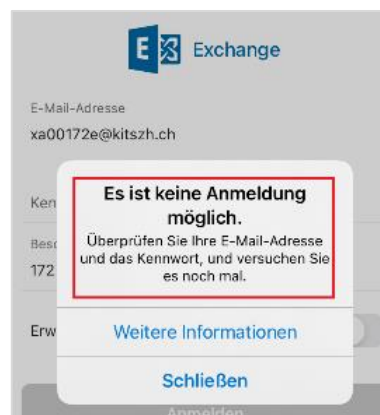 Exchange
E-Mail-Adresse
xa00172e@kitszh.ch
Ken
Besc
172
Erw
Es ist keine Anmeldung
möglich.
Überprüfen Sie Ihre E-Mail-Adresse
und das Kennwort, und versuchen Sie
es noch mal.
Weitere Informationen
Schließen
Anmelden